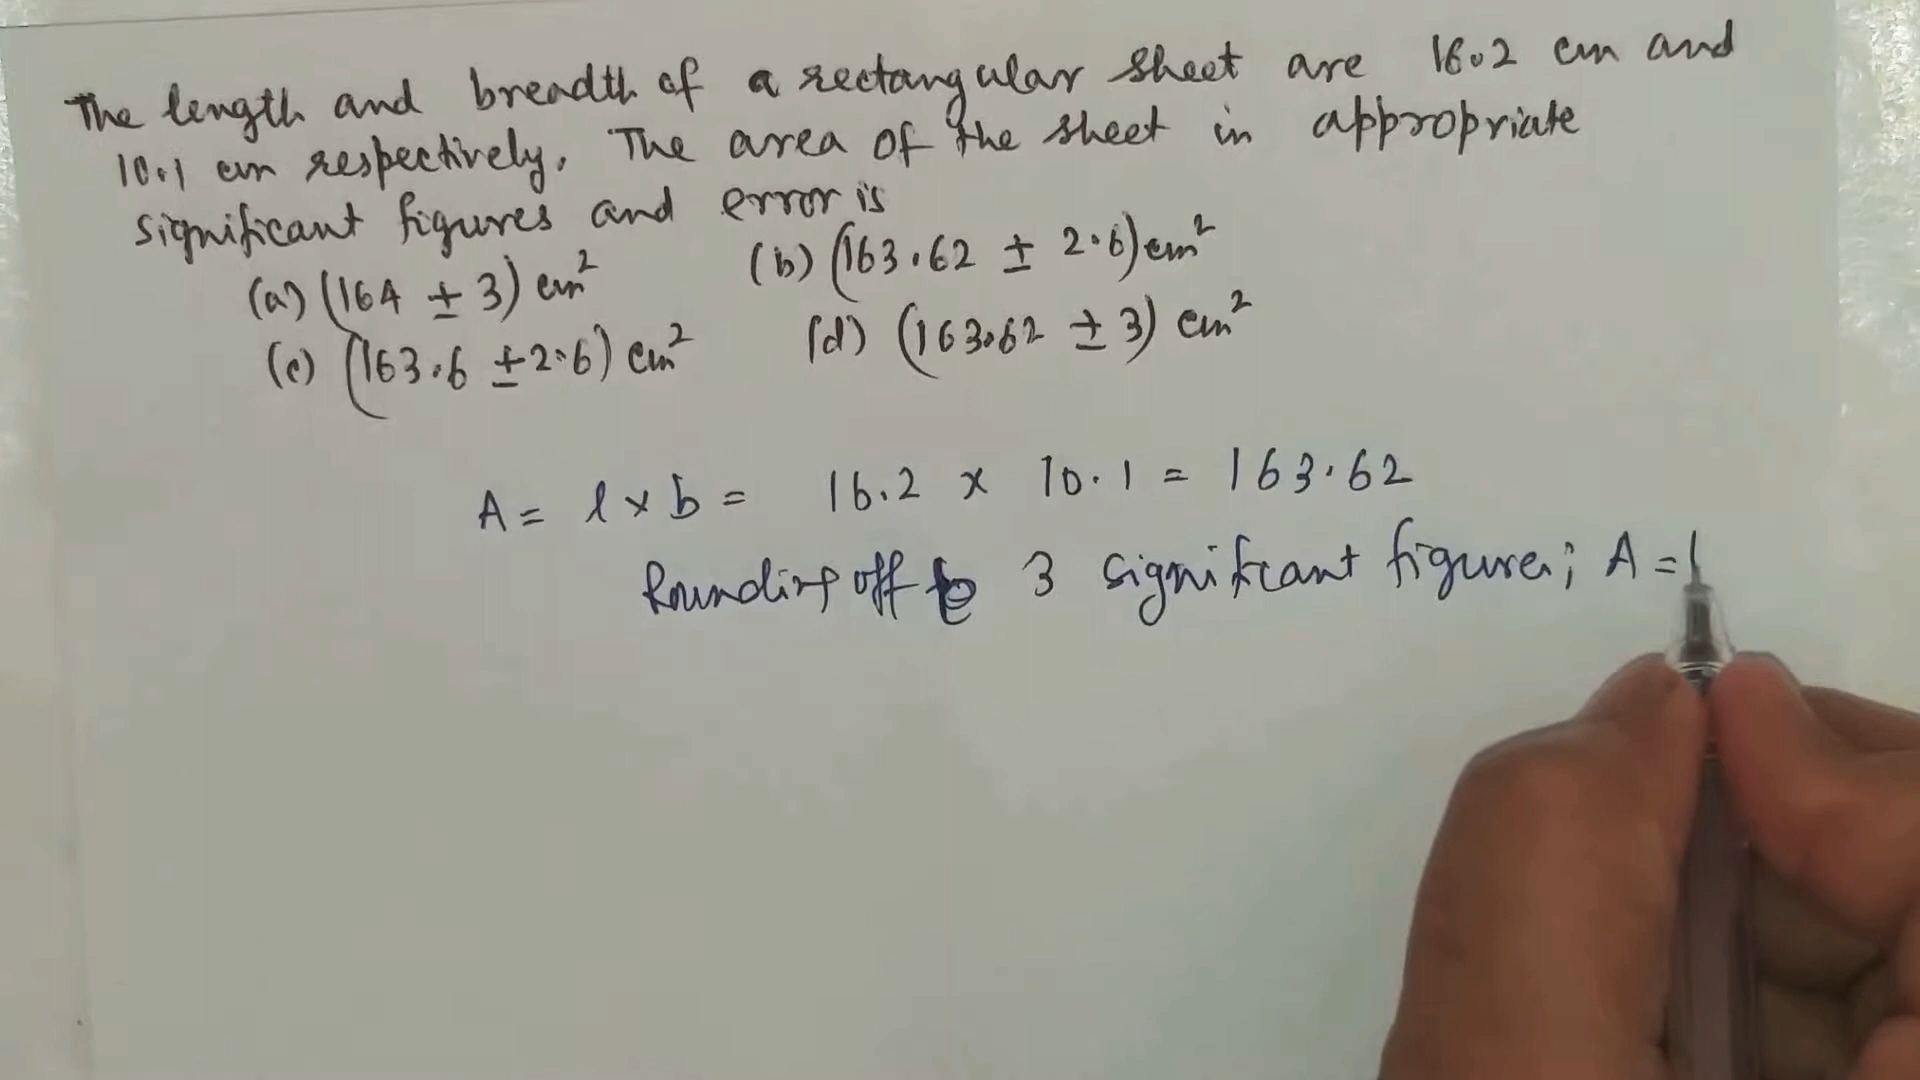 The length and breadth of a rectangular sheet are 16.2 cm and
10.1 cm respectively. The area of the sheet in appropriate
significant figures and error is
(a) (164 ± 3) cm² (b) (163.62 ± 2.6) cm²
(c) (163.6 ± 2.6) cm² (d) (163.62 ± 3) cm²
A = l × b = 16.2 × 10.1 = 163.62
Rounding off to 3 significant figures; A = 1